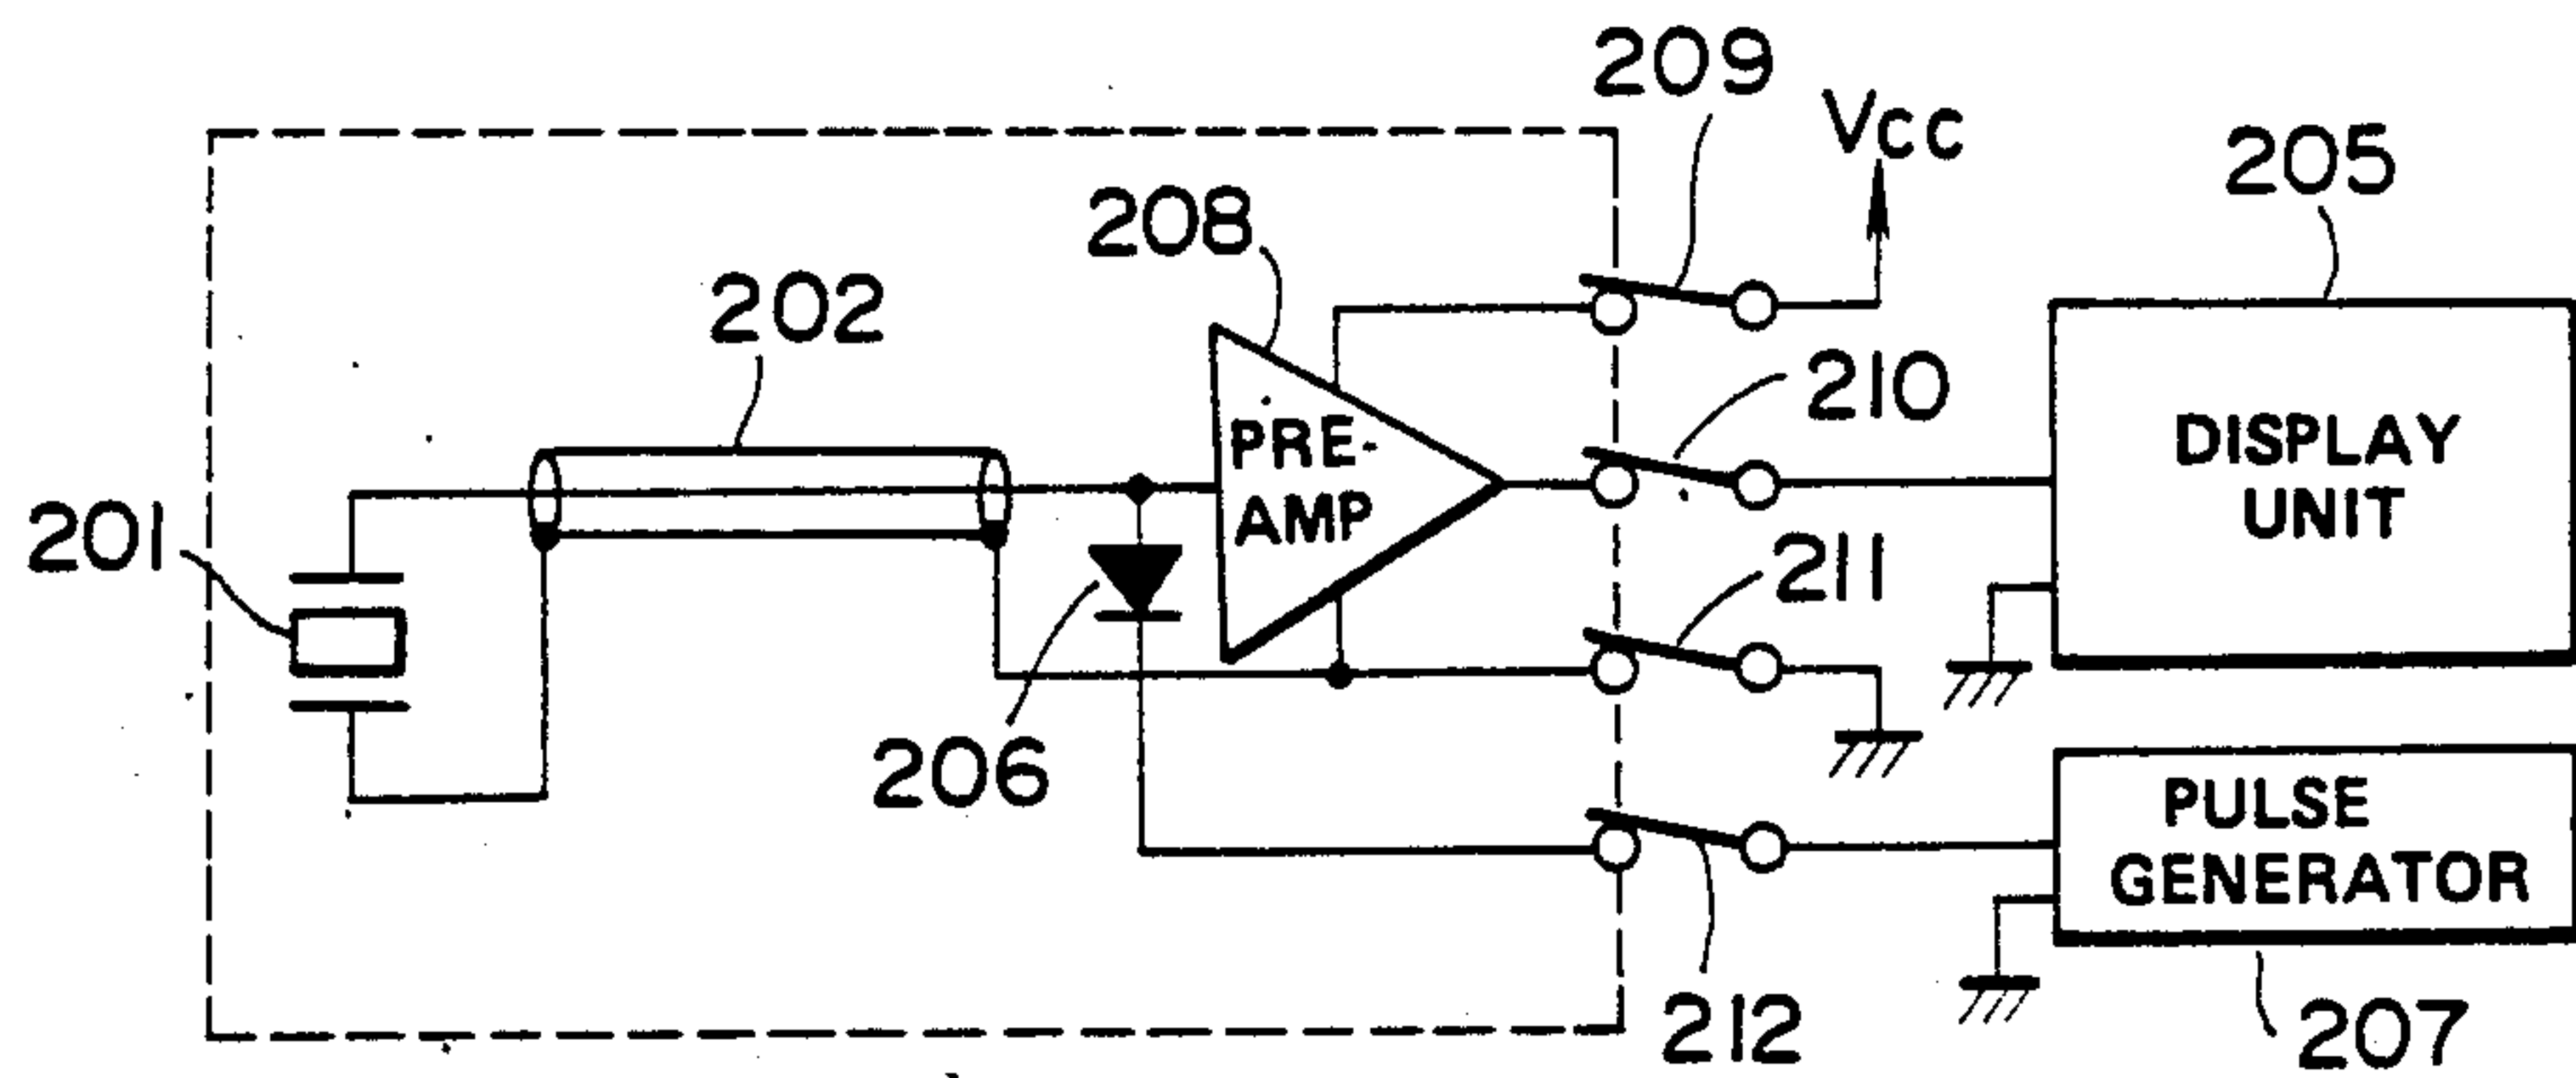 209
Vcc
205
208
202
210
PRE-
AMP
DISPLAY
UNIT
201
211
206
PULSE
GENERATOR
212
207